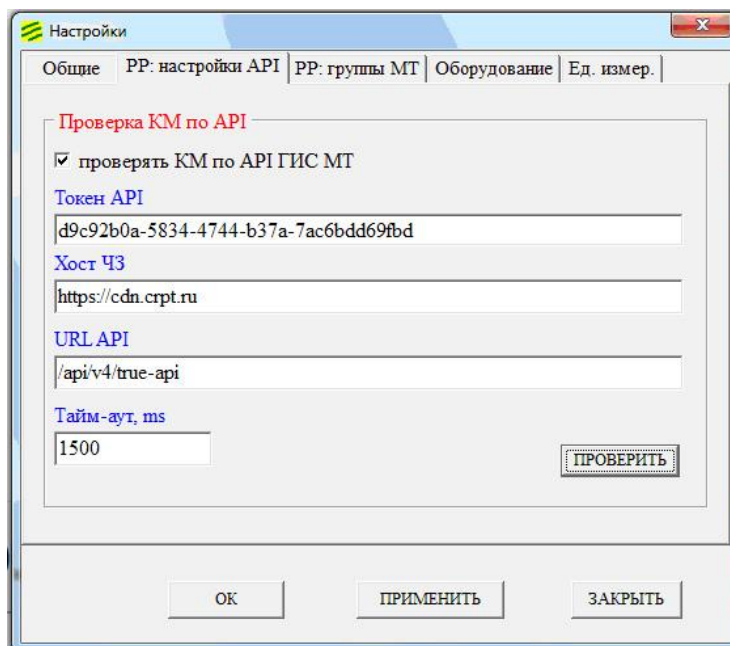 Настройки
Общие РР: настройки API РР: группы МТ Оборудование Ед. измер.
Проверка КМ по API
проверять КМ по API ГИС МТ
Токен API
d9c92b0a-5834-4744-b37a-7ac6bdd69fbd
Хост ЧЗ
https://cdn.crpt.ru
URL API
/api/v4/true-api
Тайм-аут, ms
1500
ПРОВЕРИТЬ
ОК ПРИМЕНИТЬ ЗАКРЫТЬ